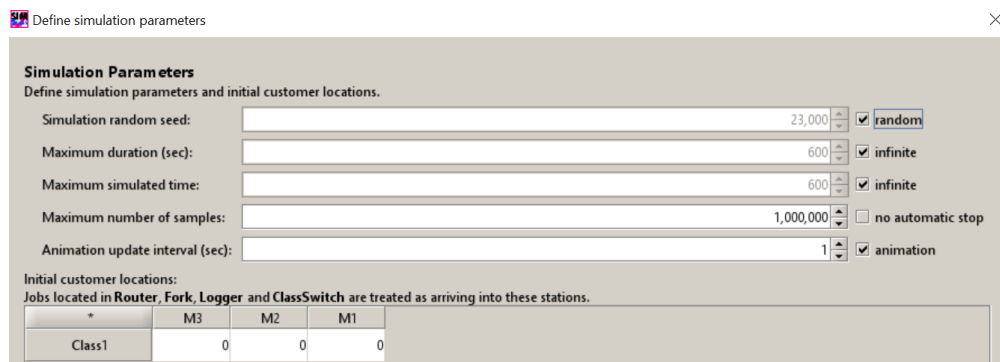 Define simulation parameters
Simulation Parameters
Define simulation parameters and initial customer locations.
Simulation random seed: 23,000 random
Maximum duration (sec): 600 infinite
Maximum simulated time: 600 infinite
Maximum number of samples: 1,000,000 no automatic stop
Animation update interval (sec): 1 animation
Initial customer locations:
Jobs located in Router, Fork, Logger and ClassSwitch are treated as arriving into these stations.
* M3 M2 M1
Class1 0 0 0